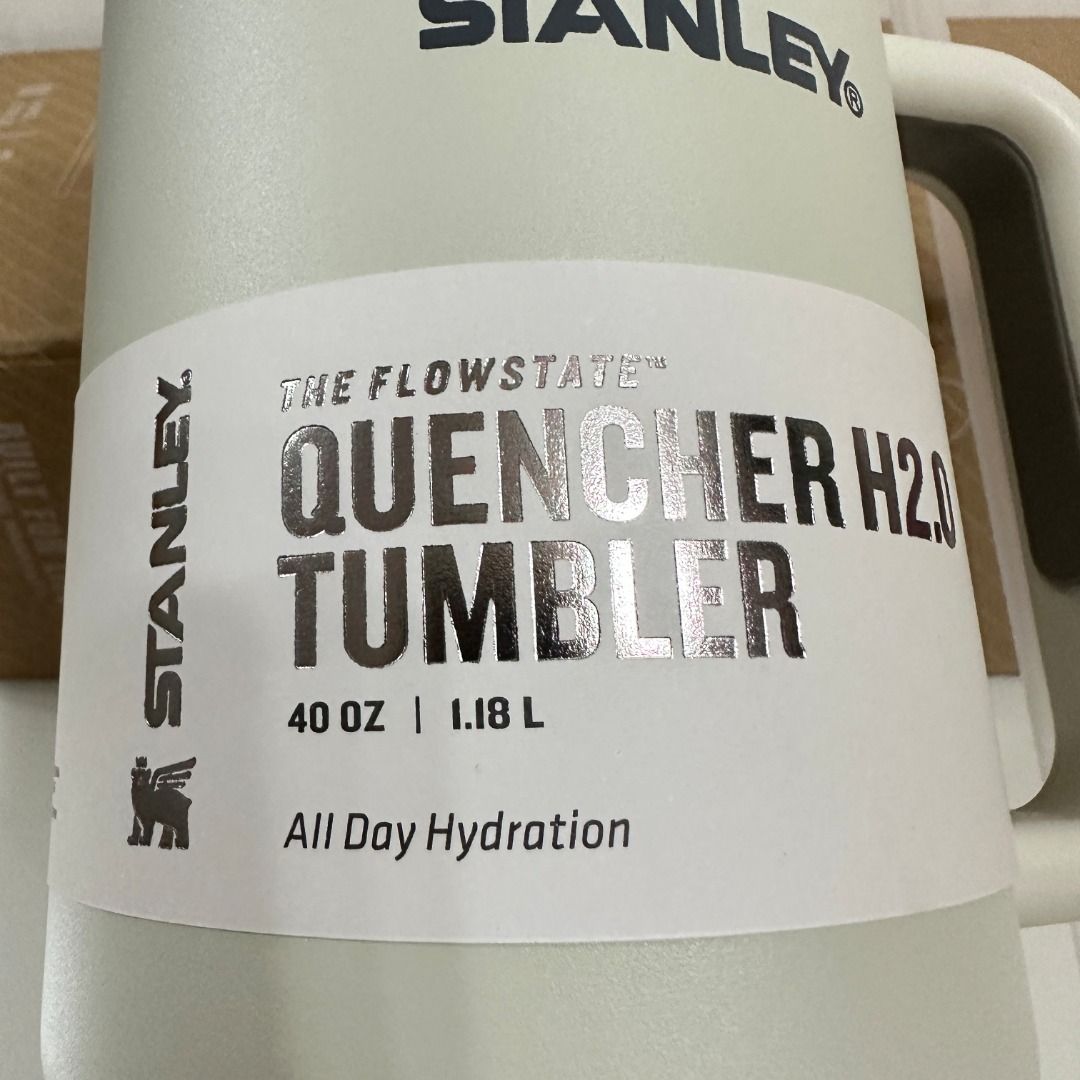 STANLEY®
STANLEY®
THE FLOWSTATE™
QUENCHER H2.0
TUMBLER
40 OZ | 1.18 L
All Day Hydration